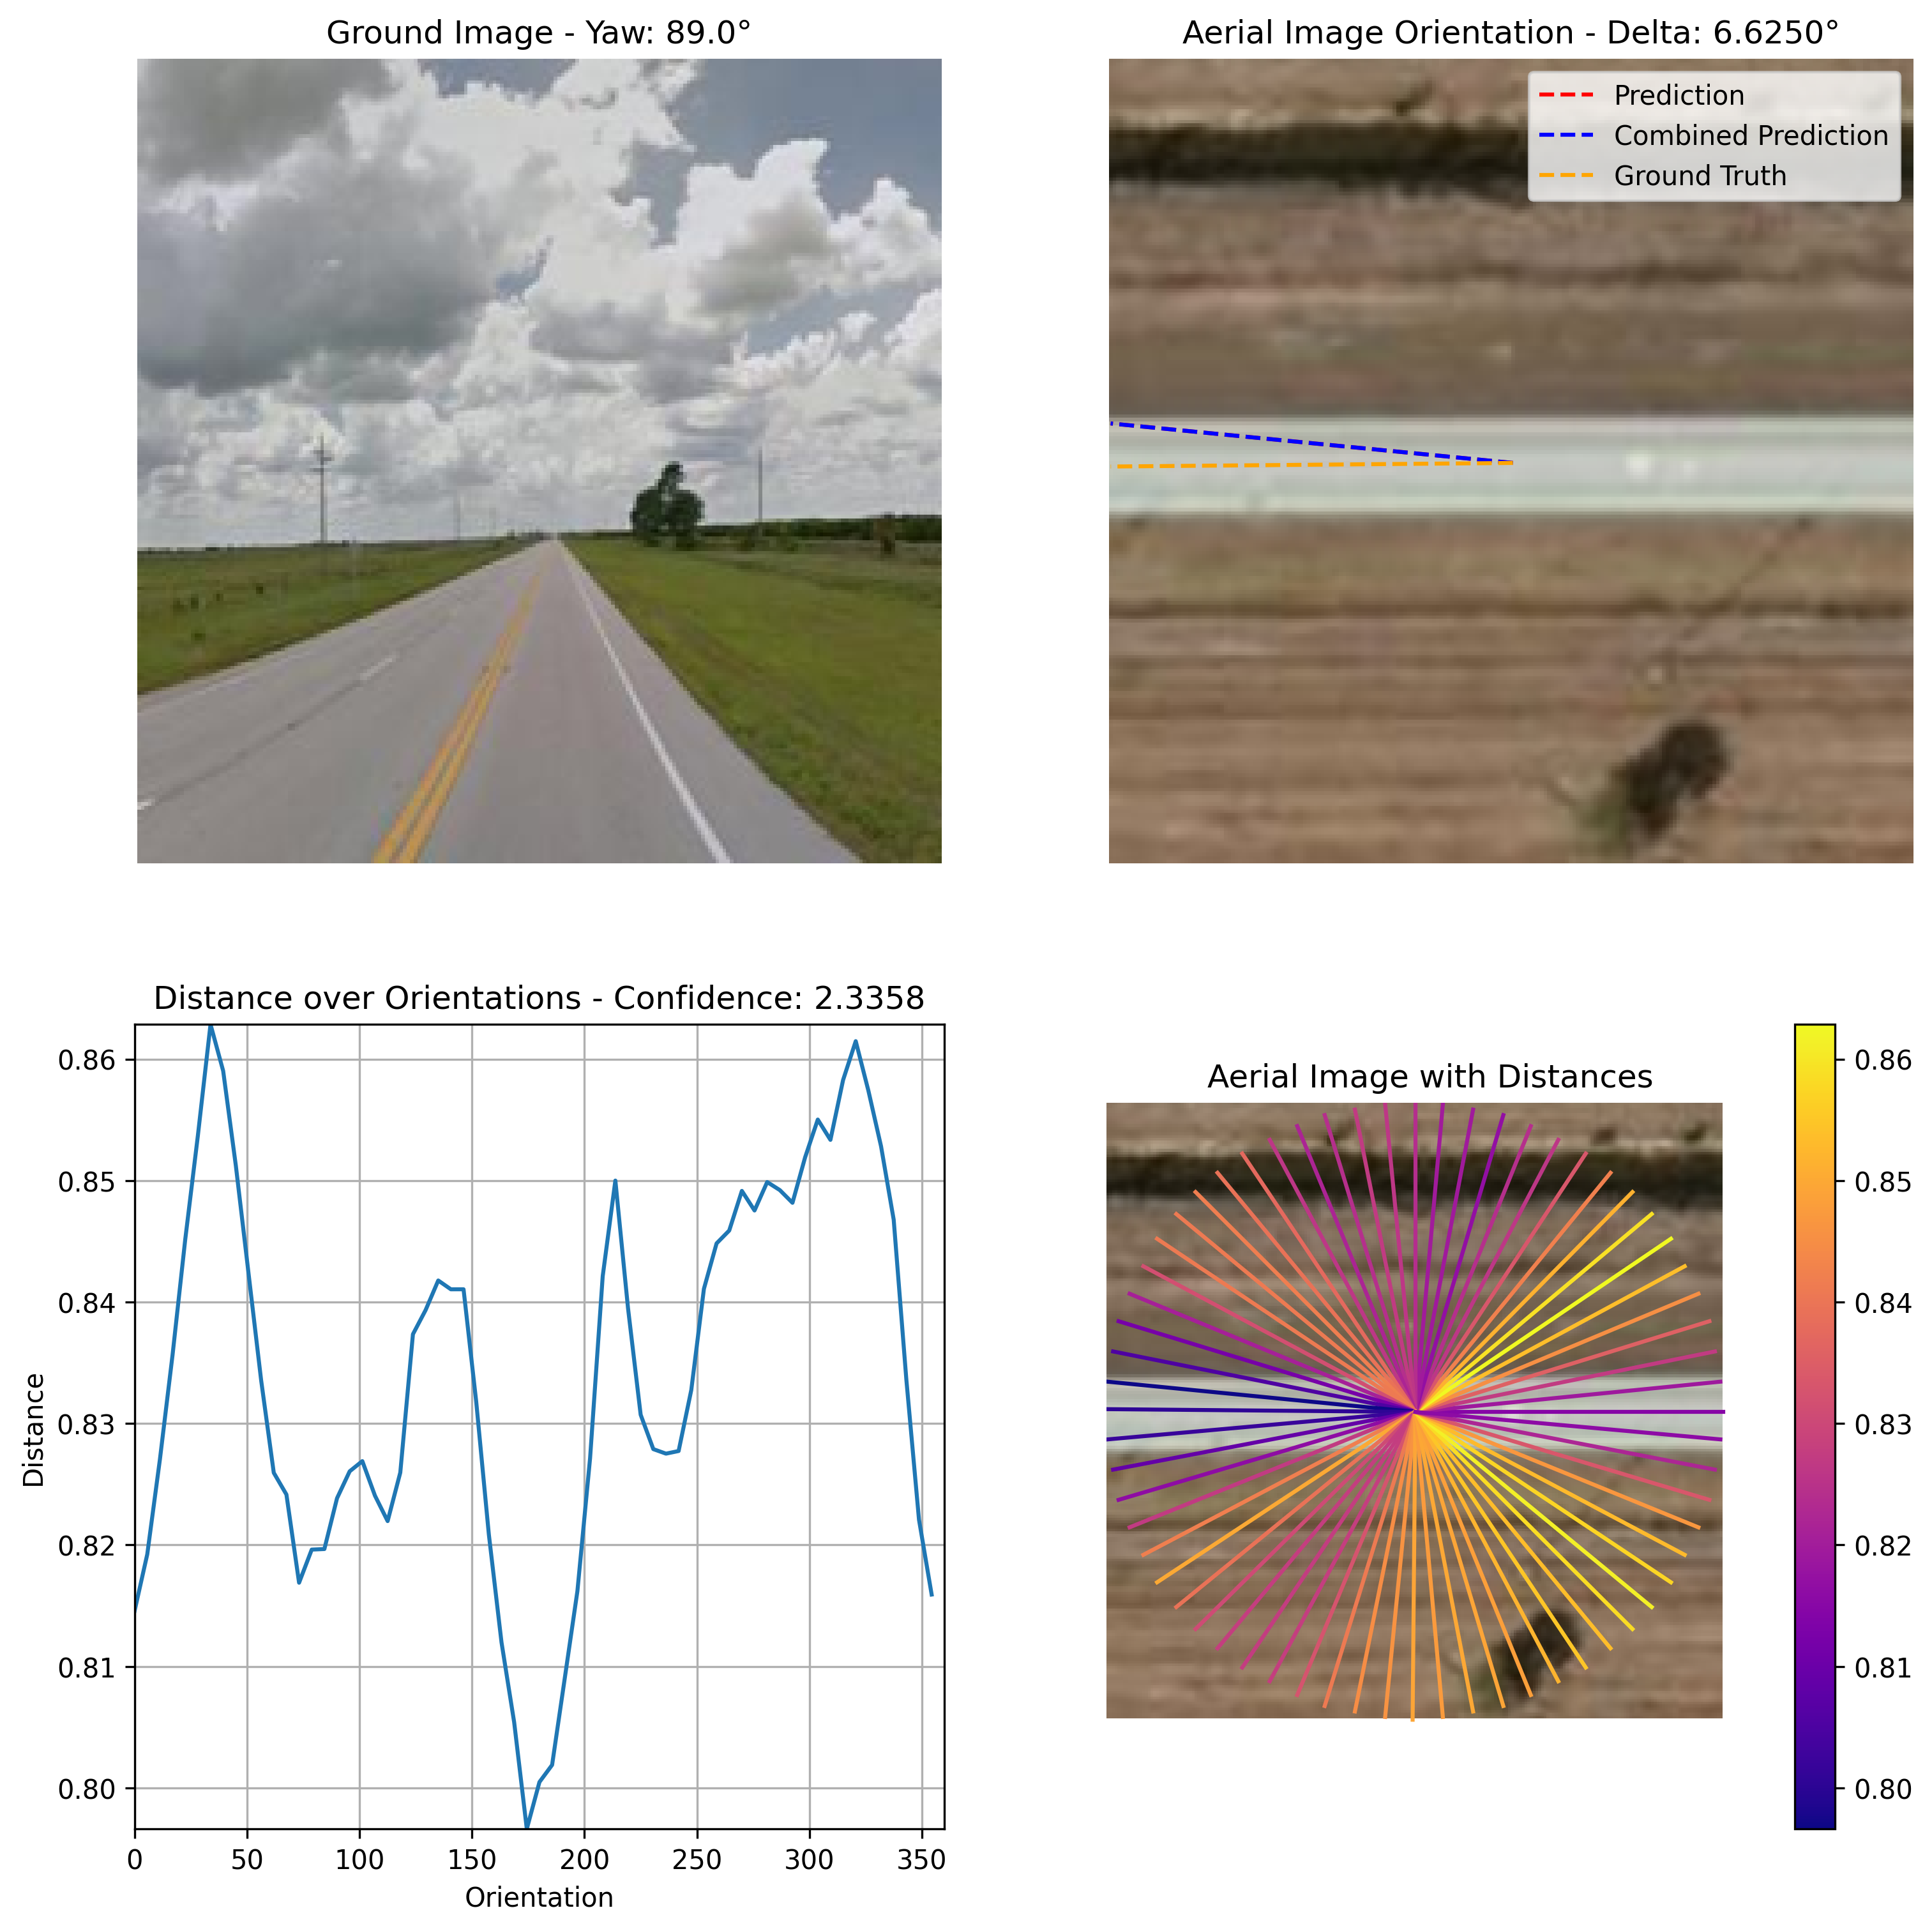 Ground Image - Yaw: 89.0°
Aerial Image Orientation - Delta: 6.6250°
Prediction
Combined Prediction
Ground Truth
Distance over Orientations - Confidence: 2.3358
0.86
0.85
0.84
0.83
0.82
0.81
0.80
Distance
0
50
100
150
200
250
300
350
Orientation
Aerial Image with Distances
0.86
0.85
0.84
0.83
0.82
0.81
0.80